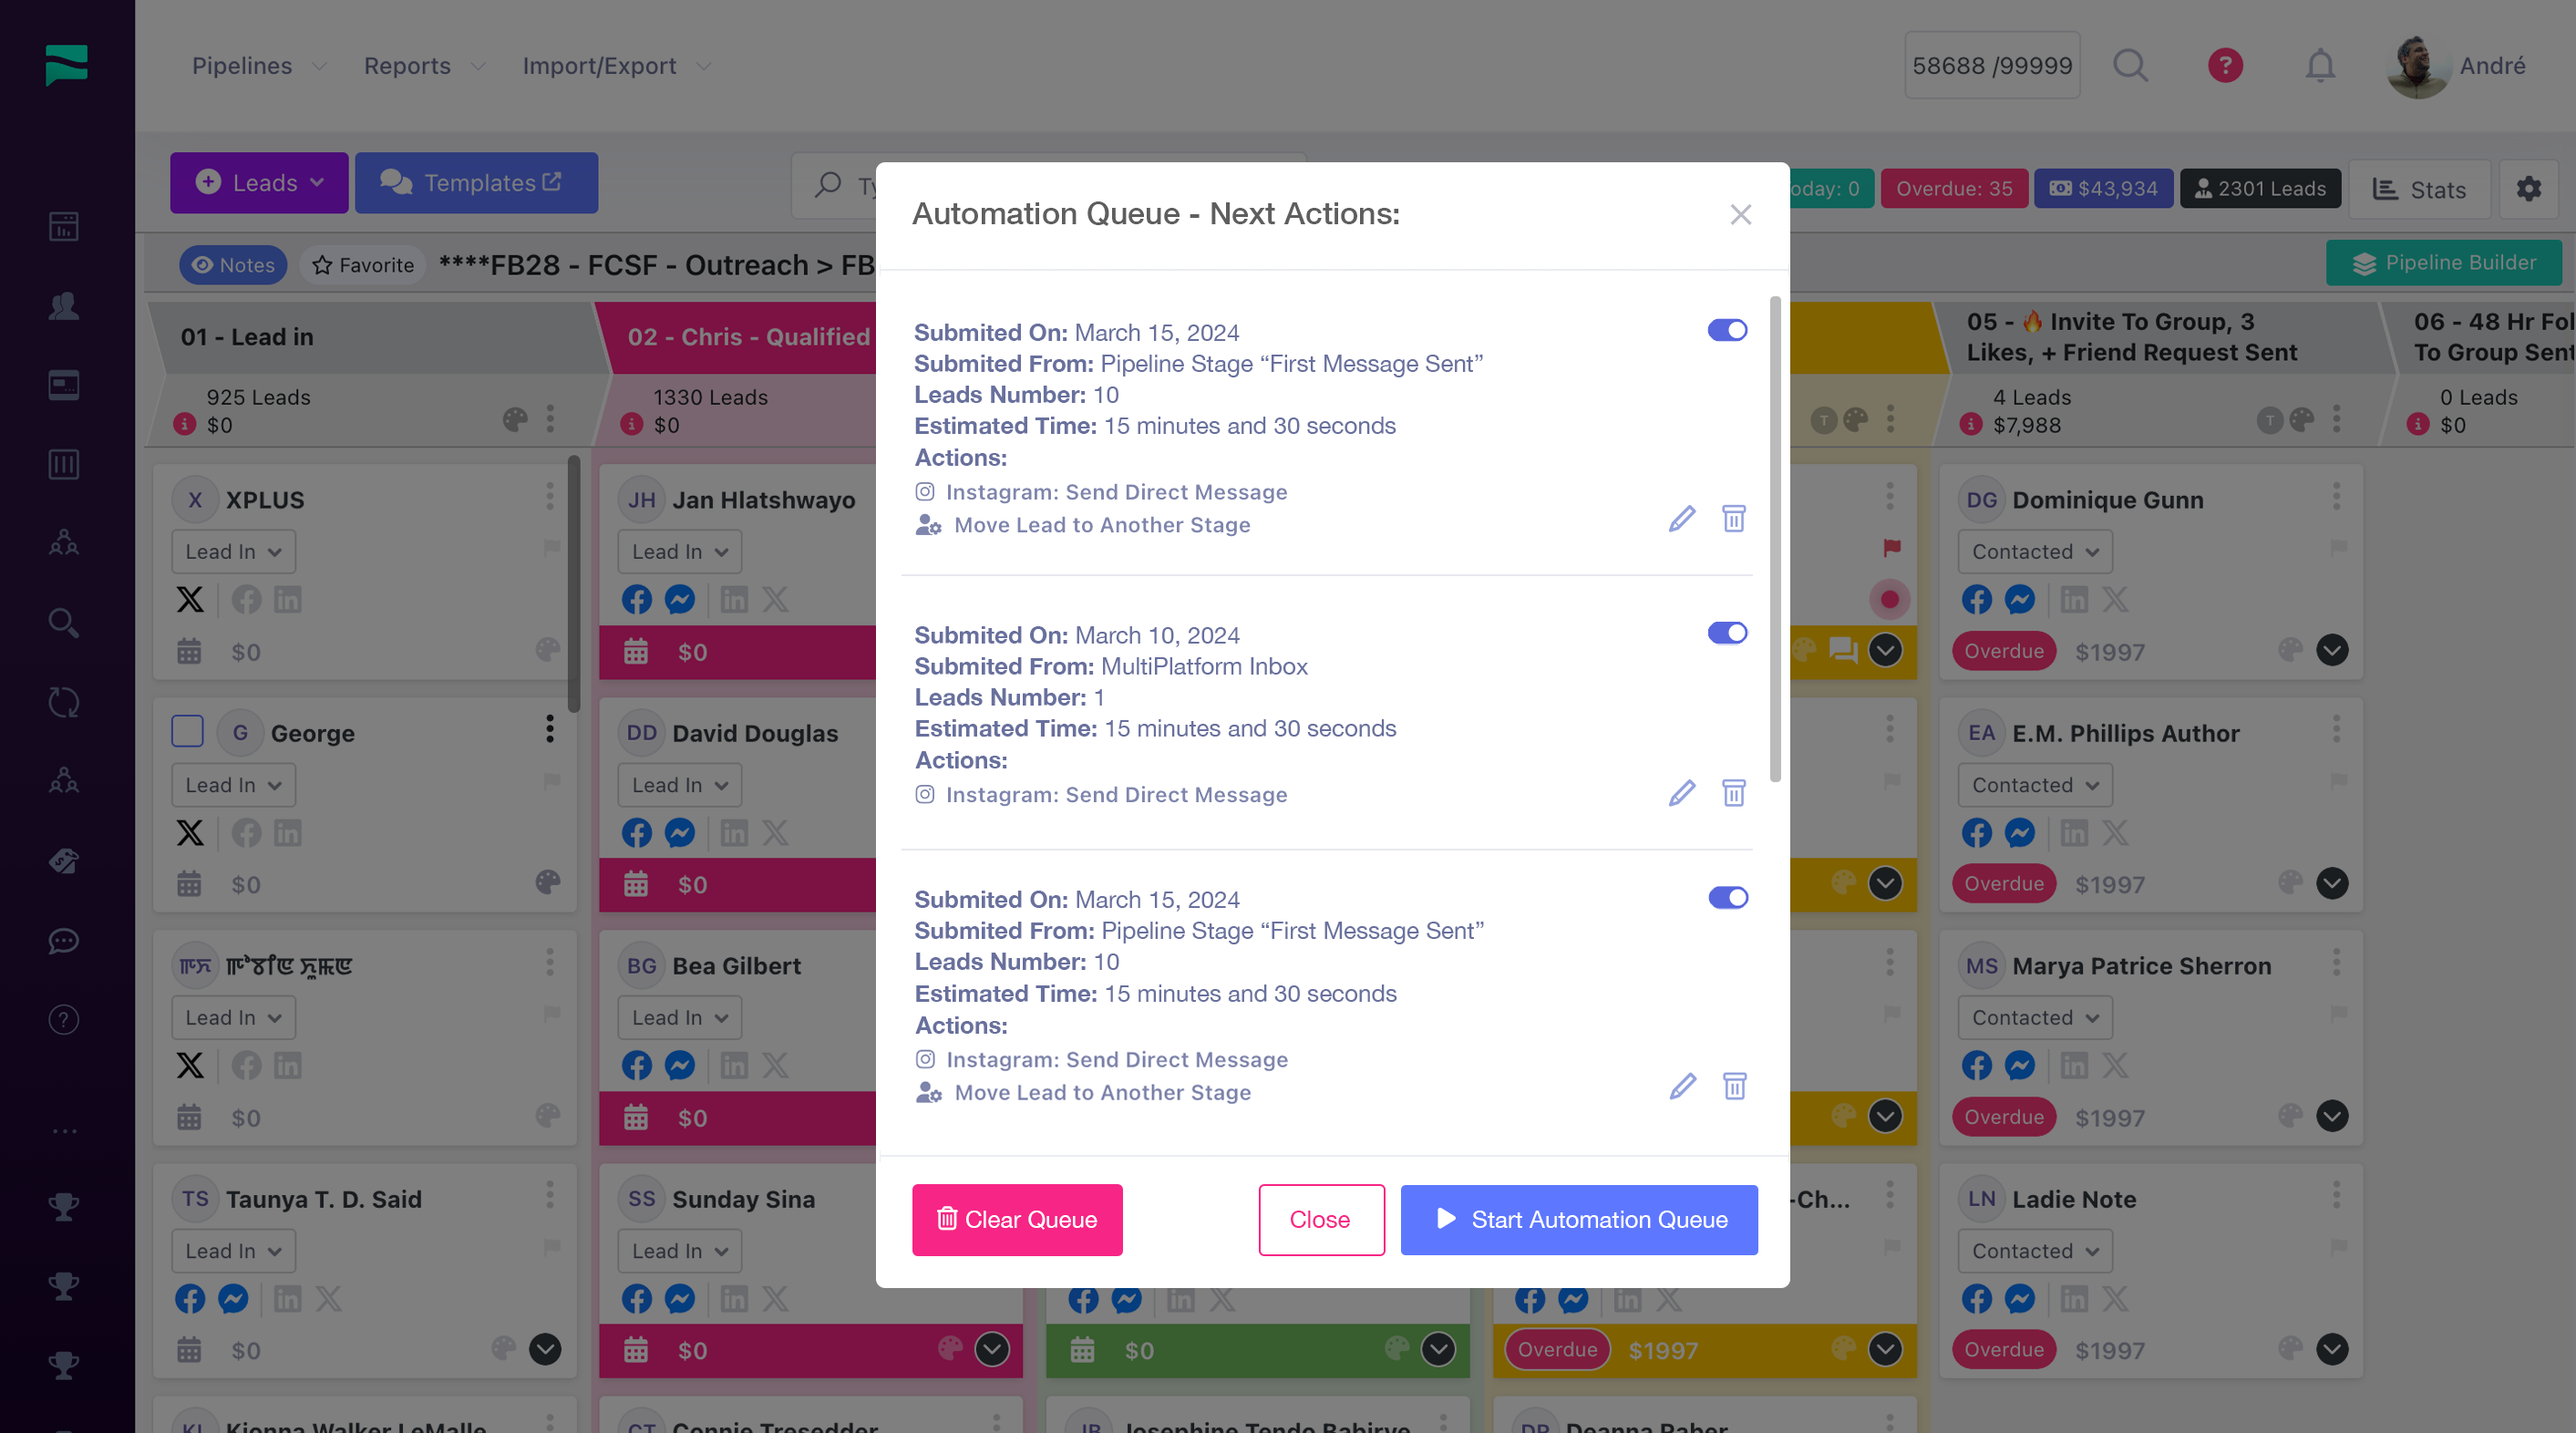 Pipelines
Reports
Import/Export
58688 /99999
?
André
Leads
Templates
oday: 0
Overdue: 35
$43,934
2301 Leads
Stats
Notes
Favorite
****FB28 - FCSF - Outreach > FB
Pipeline Builder
01 - Lead in
925 Leads
$0
02 - Chris - Qualified
1330 Leads
$0
T
05 - 🔥 Invite To Group, 3
Likes, + Friend Request Sent
4 Leads
$7,988
T
06 - 48 Hr Fol
To Group Sent
0 Leads
$0
X XPLUS
Lead In
$0
G George
Lead In
$0
Lead In
$0
TS Taunya T. D. Said
Lead In
$0
Kionna Walker LeMalle
JH Jan Hlatshwayo
Lead In
$0
DD David Douglas
Lead In
$0
BG Bea Gilbert
Lead In
$0
SS Sunday Sina
Lead In
$0
CT Connie Tresedder
$0
JB Josephine Tendo Babirye
-Ch...
Overdue $1997
DR Deanna Raber
DG Dominique Gunn
Contacted
Overdue $1997
EA E.M. Phillips Author
Contacted
Overdue $1997
MS Marya Patrice Sherron
Contacted
Overdue $1997
LN Ladie Note
Contacted
Overdue $1997
Automation Queue - Next Actions:
Submited On: March 15, 2024
Submited From: Pipeline Stage “First Message Sent”
Leads Number: 10
Estimated Time: 15 minutes and 30 seconds
Actions:
Instagram: Send Direct Message
Move Lead to Another Stage
Submited On: March 10, 2024
Submited From: MultiPlatform Inbox
Leads Number: 1
Estimated Time: 15 minutes and 30 seconds
Actions:
Instagram: Send Direct Message
Submited On: March 15, 2024
Submited From: Pipeline Stage “First Message Sent”
Leads Number: 10
Estimated Time: 15 minutes and 30 seconds
Actions:
Instagram: Send Direct Message
Move Lead to Another Stage
Clear Queue
Close
Start Automation Queue